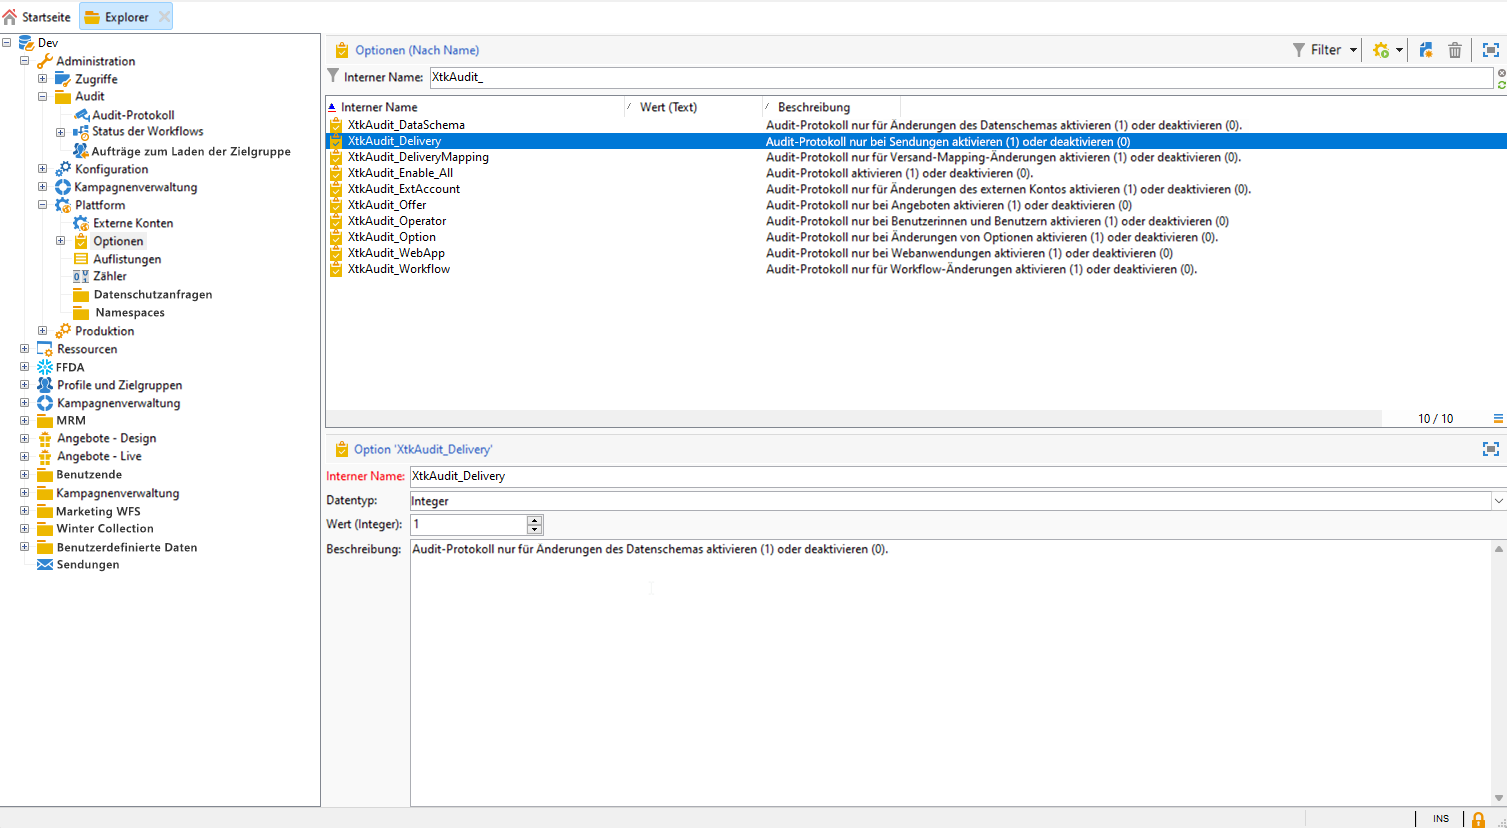 Startseite
Explorer
Dev
Administration
Zugriffe
Audit
Audit-Protokoll
Status der Workflows
Aufträge zum Laden der Zielgruppe
Konfiguration
Kampagnenverwaltung
Plattform
Externe Konten
Optionen
Auflistungen
Zähler
Datenschutzanfragen
Namespaces
Produktion
Ressourcen
FFDA
Profile und Zielgruppen
Kampagnenverwaltung
MRM
Angebote - Design
Angebote - Live
Benutzende
Kampagnenverwaltung
Marketing WFS
Winter Collection
Benutzerdefinierte Daten
Sendungen
Optionen (Nach Name) Filter
Interner Name: XtkAudit_
Interner Name Wert (Text) Beschreibung
XtkAudit_DataSchema Audit-Protokoll nur für Änderungen des Datenschemas aktivieren (1) oder deaktivieren (0).
XtkAudit_Delivery Audit-Protokoll nur bei Sendungen aktivieren (1) oder deaktivieren (0)
XtkAudit_DeliveryMapping Audit-Protokoll nur für Versand-Mapping-Änderungen aktivieren (1) oder deaktivieren (0).
XtkAudit_Enable_All Audit-Protokoll aktivieren (1) oder deaktivieren (0).
XtkAudit_ExtAccount Audit-Protokoll nur für Änderungen des externen Kontos aktivieren (1) oder deaktivieren (0).
XtkAudit_Offer Audit-Protokoll nur bei Angeboten aktivieren (1) oder deaktivieren (0)
XtkAudit_Operator Audit-Protokoll nur bei Benutzerinnen und Benutzern aktivieren (1) oder deaktivieren (0)
XtkAudit_Option Audit-Protokoll nur bei Änderungen von Optionen aktivieren (1) oder deaktivieren (0).
XtkAudit_WebApp Audit-Protokoll nur bei Webanwendungen aktivieren (1) oder deaktivieren (0)
XtkAudit_Workflow Audit-Protokoll nur für Workflow-Änderungen aktivieren (1) oder deaktivieren (0).
10 / 10
Option 'XtkAudit_Delivery'
Interner Name: XtkAudit_Delivery
Datentyp: Integer
Wert (Integer): 1
Beschreibung: Audit-Protokoll nur für Änderungen des Datenschemas aktivieren (1) oder deaktivieren (0).
INS